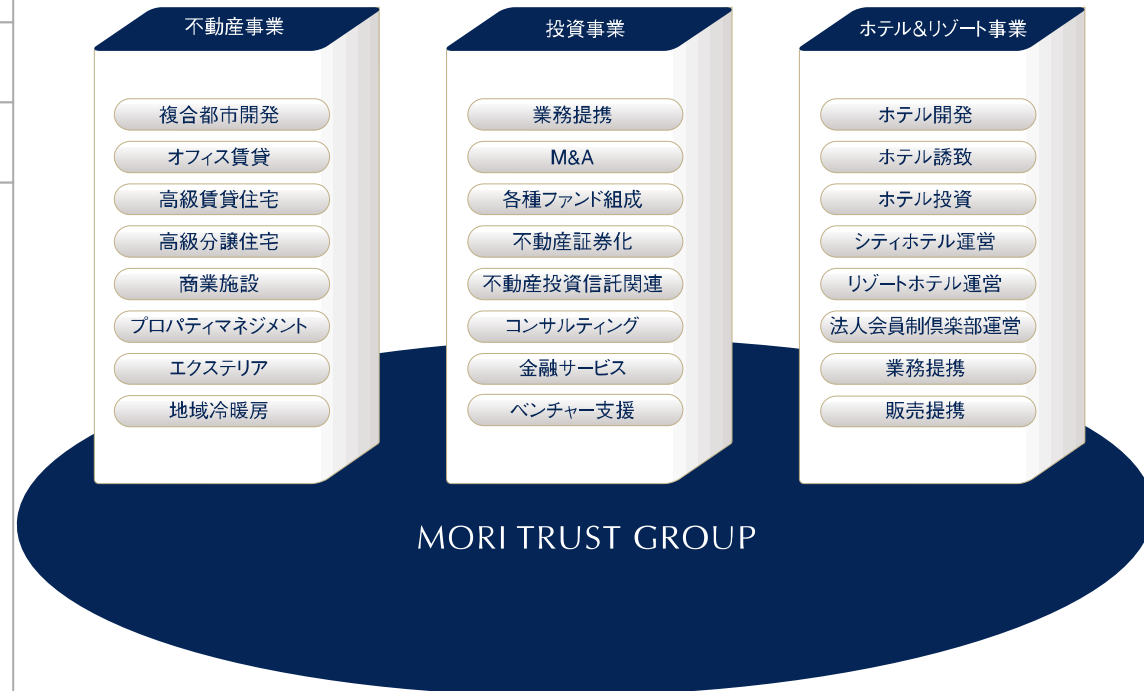 不動産事業
複合都市開発
オフィス賃貸
高級賃貸住宅
高級分譲住宅
商業施設
プロパティマネジメント
エクステリア
地域冷暖房
投資事業
業務提携
M&A
各種ファンド組成
不動産証券化
不動産投資信託関連
コンサルティング
金融サービス
ベンチャー支援
ホテル&リゾート事業
ホテル開発
ホテル誘致
ホテル投資
シティホテル運営
リゾートホテル運営
法人会員制倶楽部運営
業務提携
販売提携
MORI TRUST GROUP